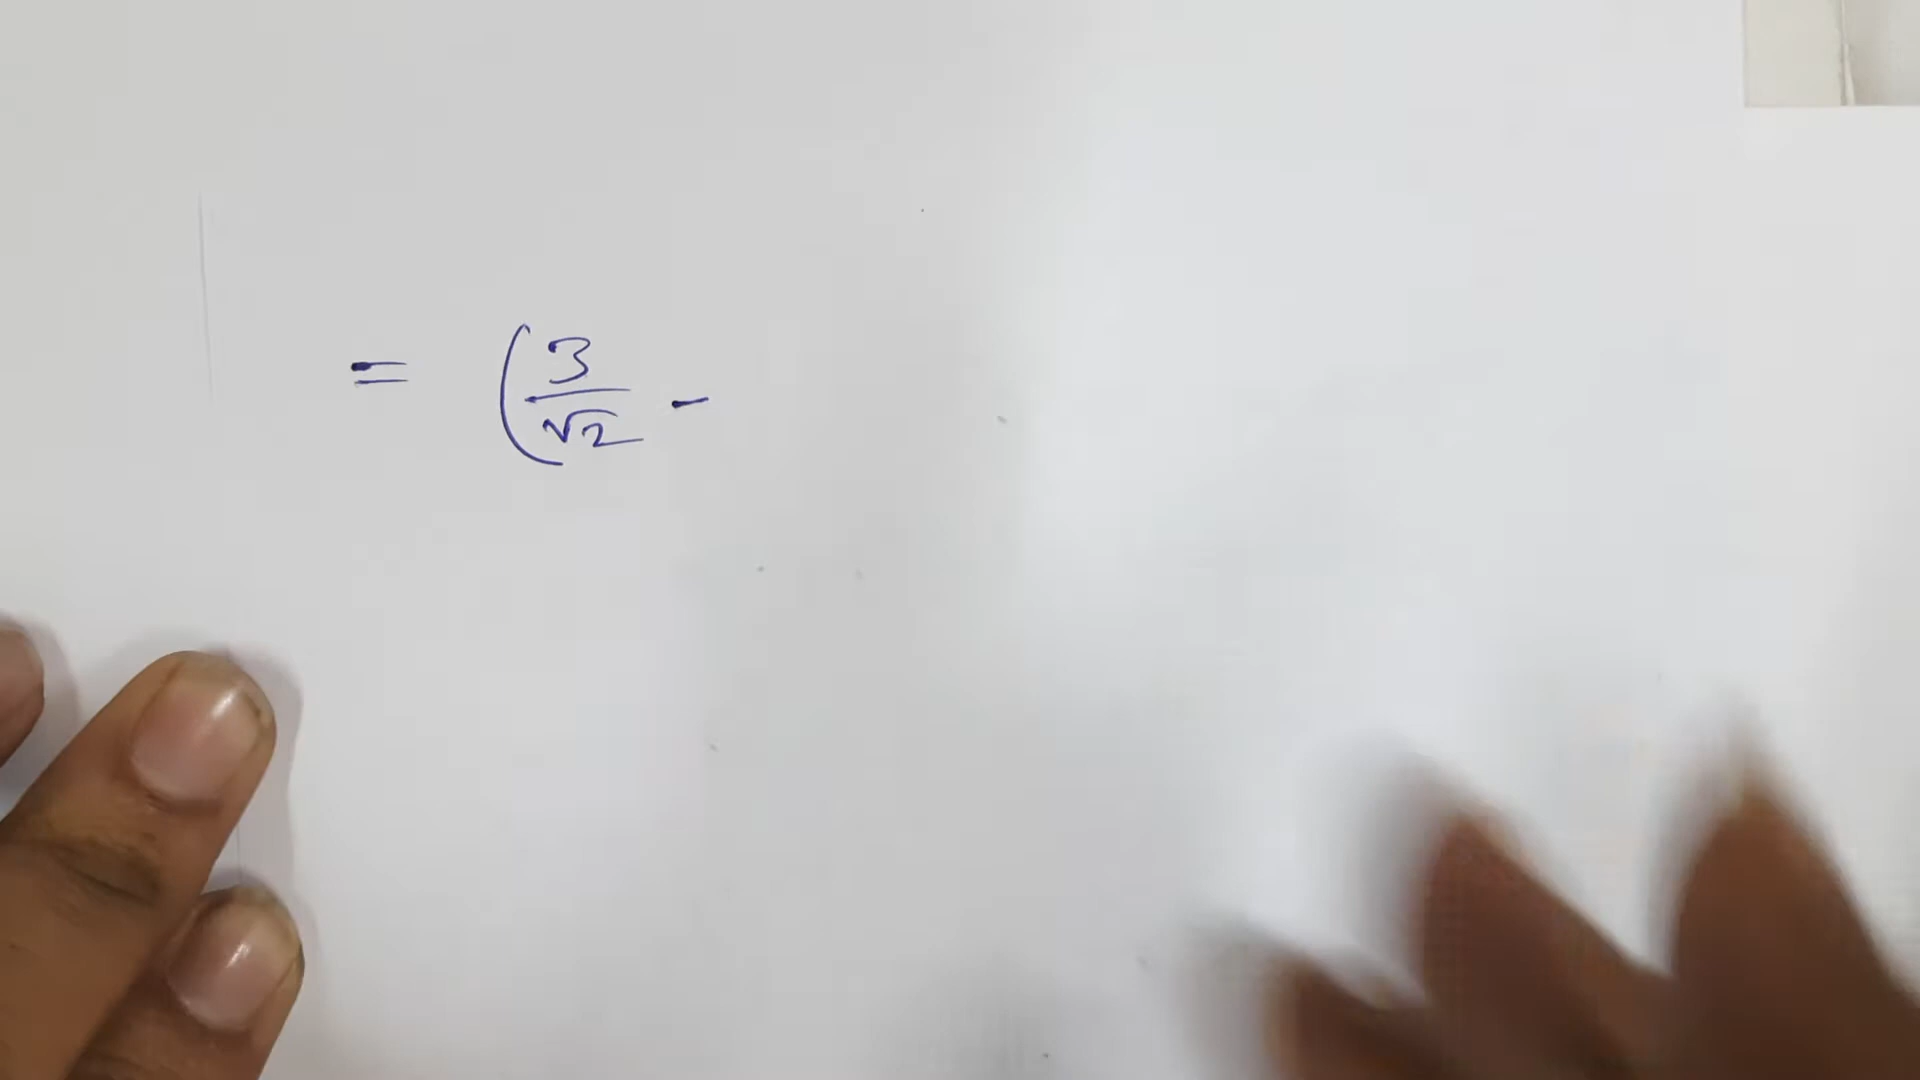 = (3/√2 -